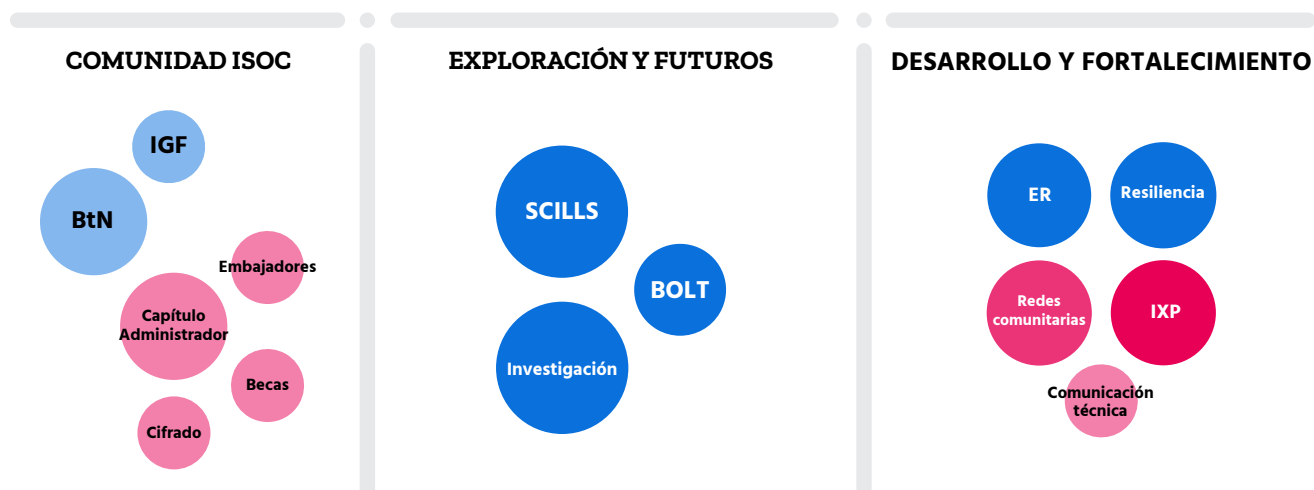 COMUNIDAD ISOC
IGF
BtN
Embajadores
Capítulo
Administrador
Becas
Cifrado
EXPLORACIÓN Y FUTUROS
SCILLS
BOLT
Investigación
DESARROLLO Y FORTALECIMIENTO
ER
Resiliencia
Redes
comunitarias
IXP
Comunicación
técnica